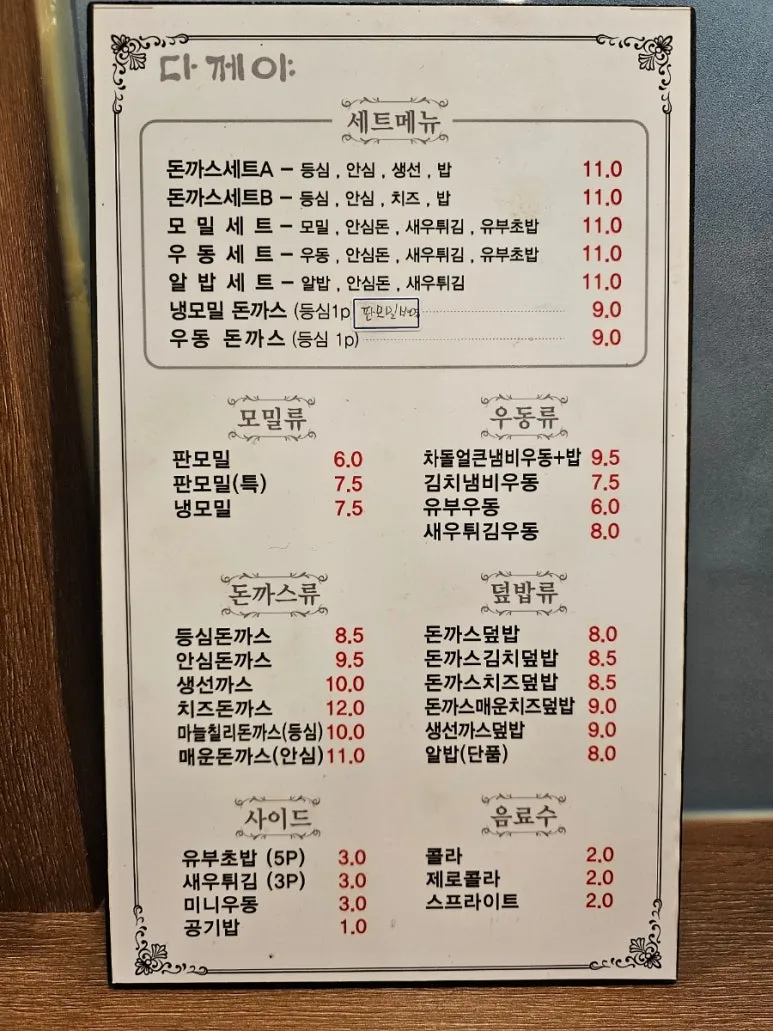 다께야
세트메뉴
돈까스세트A – 등심 , 안심 , 생선 , 밥 11.0
돈까스세트B – 등심 , 안심 , 치즈 , 밥 11.0
모 밀 세 트 – 모밀 , 안심돈 , 새우튀김 , 유부초밥 11.0
우 동 세 트 – 우동 , 안심돈 , 새우튀김 , 유부초밥 11.0
알 밥 세 트 – 알밥 , 안심돈 , 새우튀김 11.0
냉모밀 돈까스 (등심1p 판모밀 9.0
우동 돈까스 (등심 1p) 9.0
모밀류
판모밀 6.0
판모밀(특) 7.5
냉모밀 7.5
우동류
차돌얼큰냄비우동+밥 9.5
김치냄비우동 7.5
유부우동 6.0
새우튀김우동 8.0
돈까스류
등심돈까스 8.5
안심돈까스 9.5
생선까스 10.0
치즈돈까스 12.0
마늘칠리돈까스(등심) 10.0
매운돈까스(안심) 11.0
덮밥류
돈까스덮밥 8.0
돈까스김치덮밥 8.5
돈까스치즈덮밥 8.5
돈까스매운치즈덮밥 9.0
생선까스덮밥 9.0
알밥(단품) 8.0
사이드
유부초밥 (5P) 3.0
새우튀김 (3P) 3.0
미니우동 3.0
공기밥 1.0
음료수
콜라 2.0
제로콜라 2.0
스프라이트 2.0